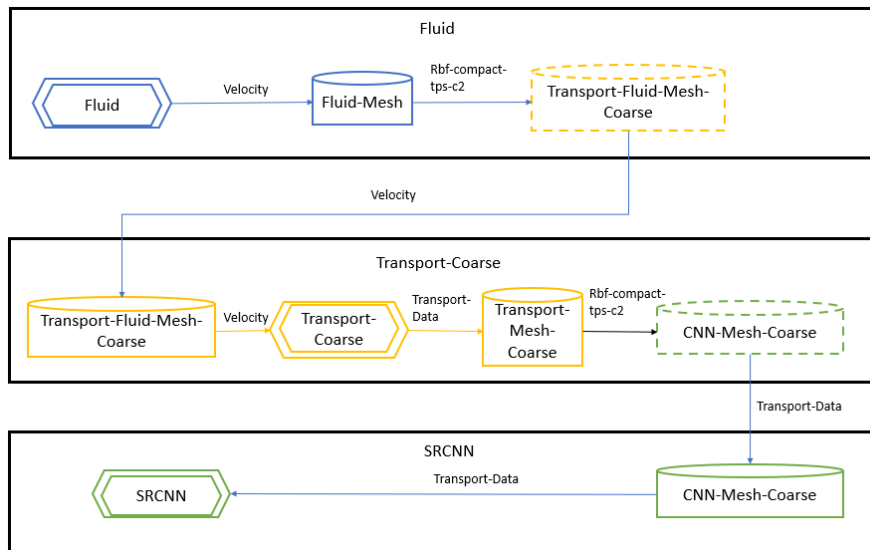 Fluid
Fluid
Velocity
Fluid-Mesh
Rbf-compact-
tps-c2
Transport-Fluid-Mesh-
Coarse
Velocity
Transport-Coarse
Transport-Fluid-Mesh-
Coarse
Velocity
Transport-
Coarse
Transport-
Data
Transport-
Mesh-
Coarse
Rbf-compact-
tps-c2
CNN-Mesh-Coarse
Transport-Data
SRCNN
SRCNN
Transport-Data
CNN-Mesh-Coarse